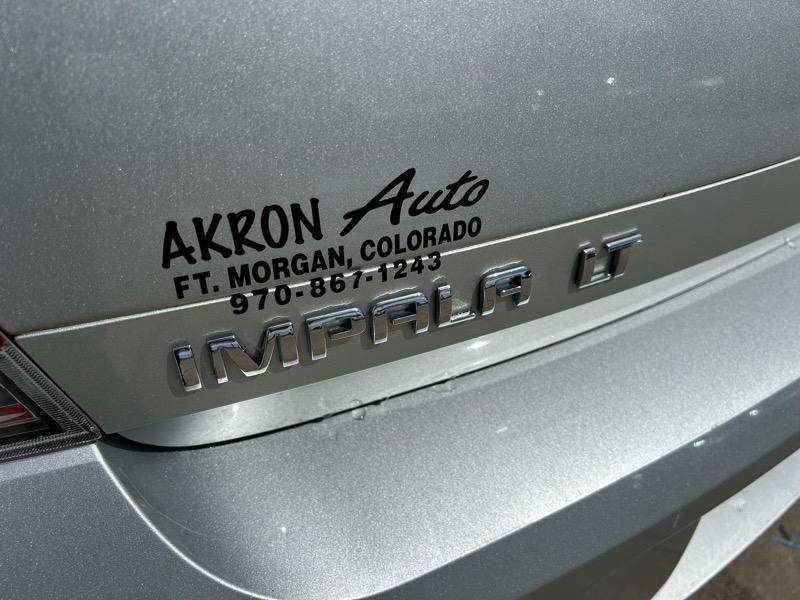 AKRON Auto
FT. MORGAN, COLORADO
970-867-1243
IMPALA LT